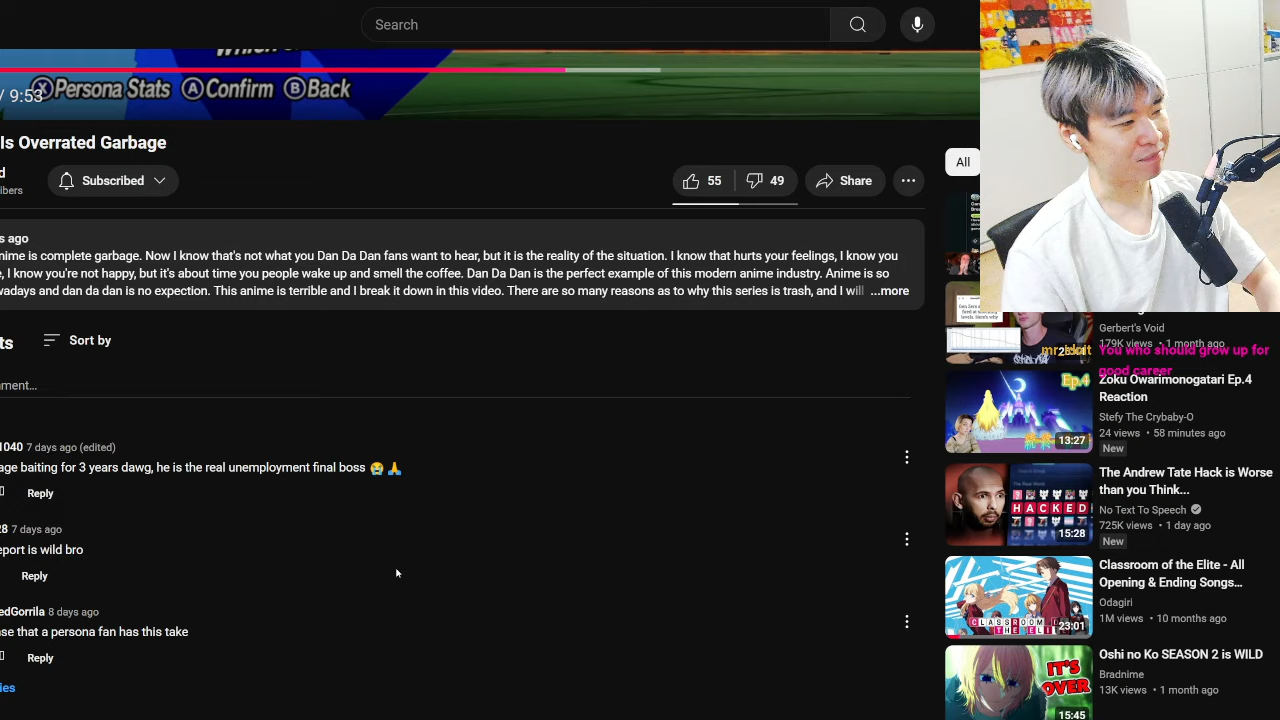 Search
Persona Stats
A Confirm
B Back
/ 9:53
Is Overrated Garbage
Subscribed
ibers
55
49
Share
All
s ago
nime is complete garbage. Now I know that's not what you Dan Da Dan fans want to hear, but it is the reality of the situation. I know that hurts your feelings, I know you
, I know you're not happy, but it's about time you people wake up and smell the coffee. Dan Da Dan is the perfect example of this modern anime industry. Anime is so
wadays and dan da dan is no expection. This anime is terrible and I break it down in this video. There are so many reasons as to why this series is trash, and I will ...more
ts
Sort by
ment...
1040 7 days ago (edited)
age baiting for 3 years dawg, he is the real unemployment final boss 😭🙏
Reply
28 7 days ago
eport is wild bro
Reply
edGorrila 8 days ago
se that a persona fan has this take
Reply
ies
Gerbert's Void
179K views • 1 month ago
You who should grow up for
good career
Ep.4
13:27
Zoku Owarimonogatari Ep.4
Reaction
Stefy The Crybaby-O
24 views • 58 minutes ago
New
HACKED
15:28
The Andrew Tate Hack is Worse
than you Think...
No Text To Speech
725K views • 1 day ago
New
CLASSROOM OF
THE ELITE
23:01
Classroom of the Elite - All
Opening & Ending Songs...
Odagiri
1M views • 10 months ago
IT'S
OVER
15:45
Oshi no Ko SEASON 2 is WILD
Bradnime
13K views • 1 month ago